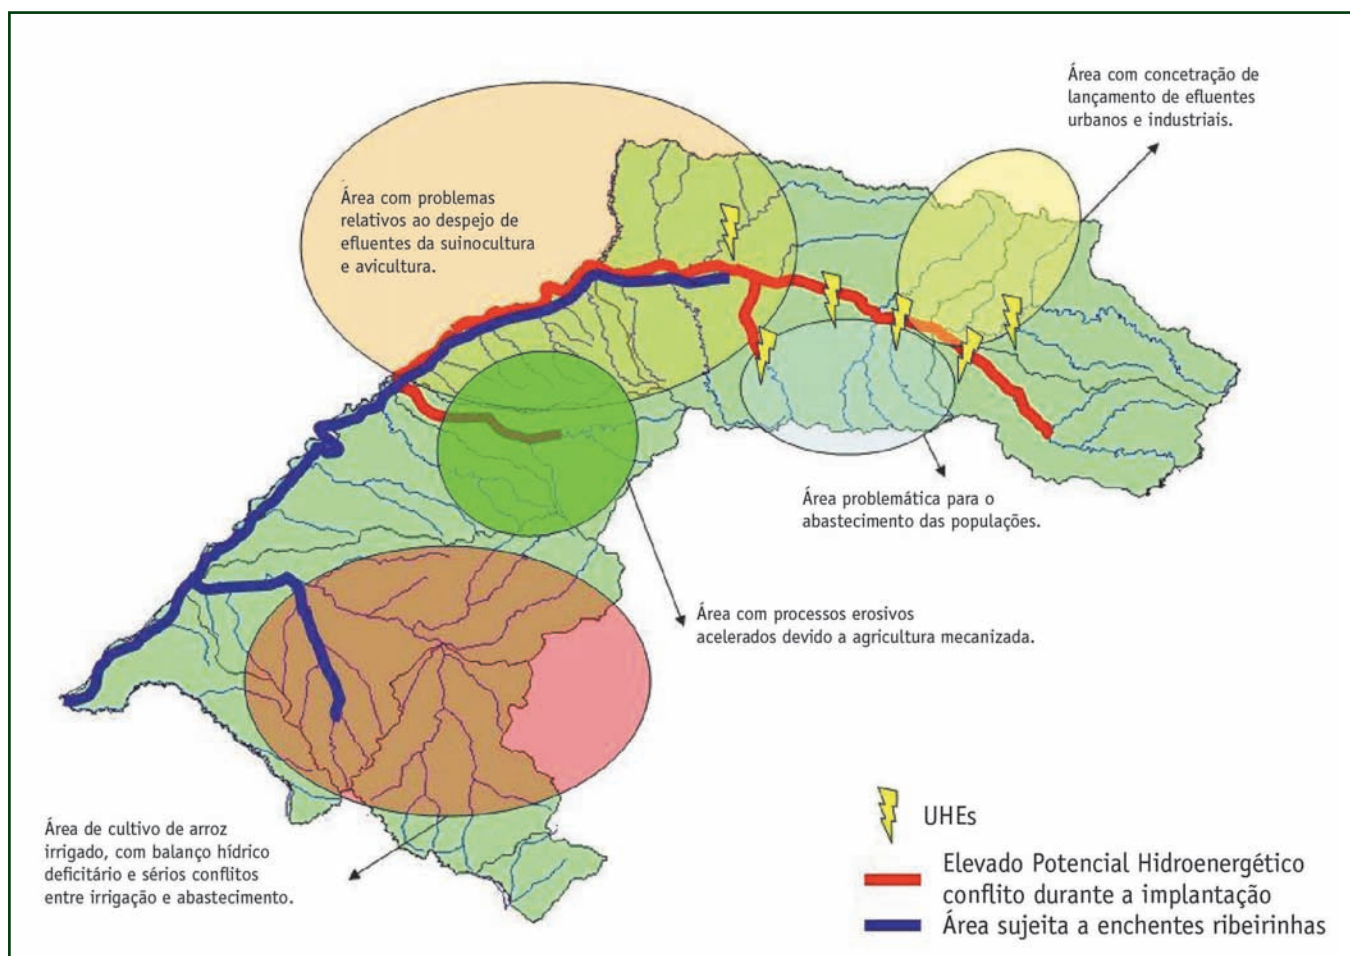 Área com concetração de
lançamento de efluentes
urbanos e industriais.
Área com problemas
relativos ao despejo de
efluentes da suinocultura
e avicultura.
Área problemática para o
abastecimento das populações.
Área com processos erosivos
acelerados devido a agricultura mecanizada.
Área de cultivo de arroz
irrigado, com balanço hídrico
deficitário e sérios conflitos
entre irrigação e abastecimento.
UHEs
Elevado Potencial Hidroenergético
conflito durante a implantação
Área sujeita a enchentes ribeirinhas